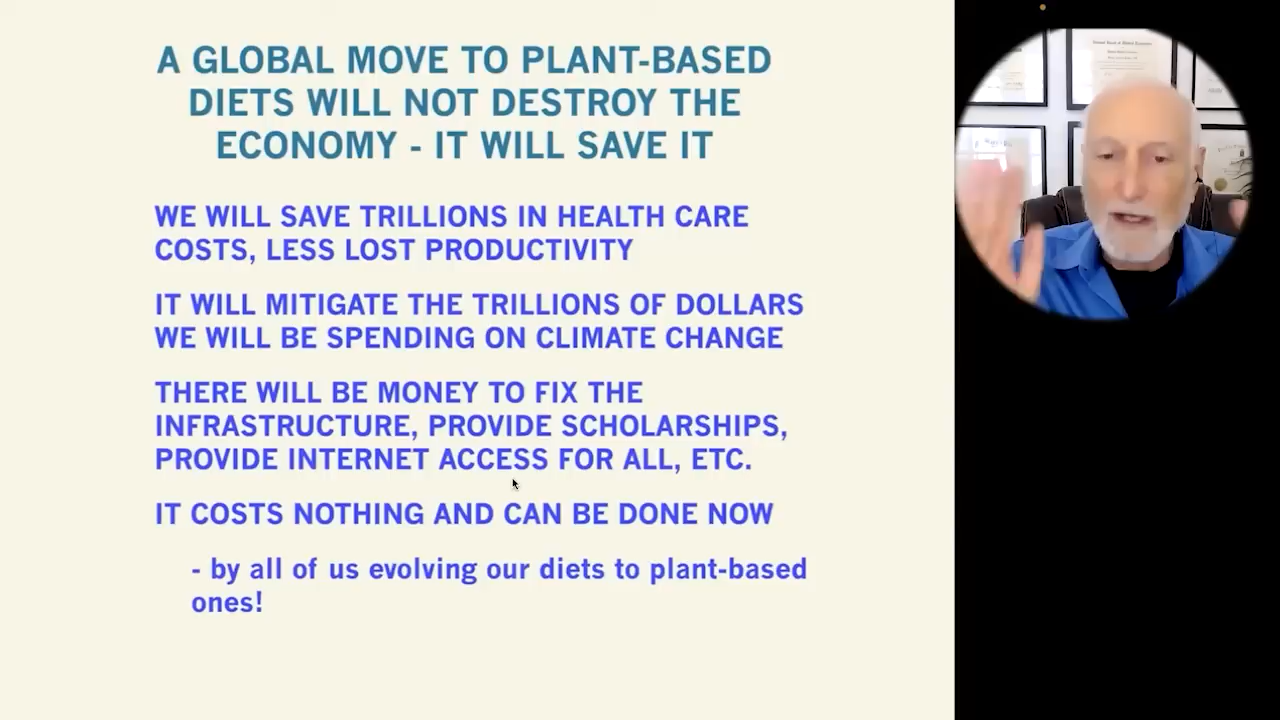 A GLOBAL MOVE TO PLANT-BASED
DIETS WILL NOT DESTROY THE
ECONOMY - IT WILL SAVE IT
WE WILL SAVE TRILLIONS IN HEALTH CARE
COSTS, LESS LOST PRODUCTIVITY
IT WILL MITIGATE THE TRILLIONS OF DOLLARS
WE WILL BE SPENDING ON CLIMATE CHANGE
THERE WILL BE MONEY TO FIX THE
INFRASTRUCTURE, PROVIDE SCHOLARSHIPS,
PROVIDE INTERNET ACCESS FOR ALL, ETC.
IT COSTS NOTHING AND CAN BE DONE NOW
- by all of us evolving our diets to plant-based
ones!